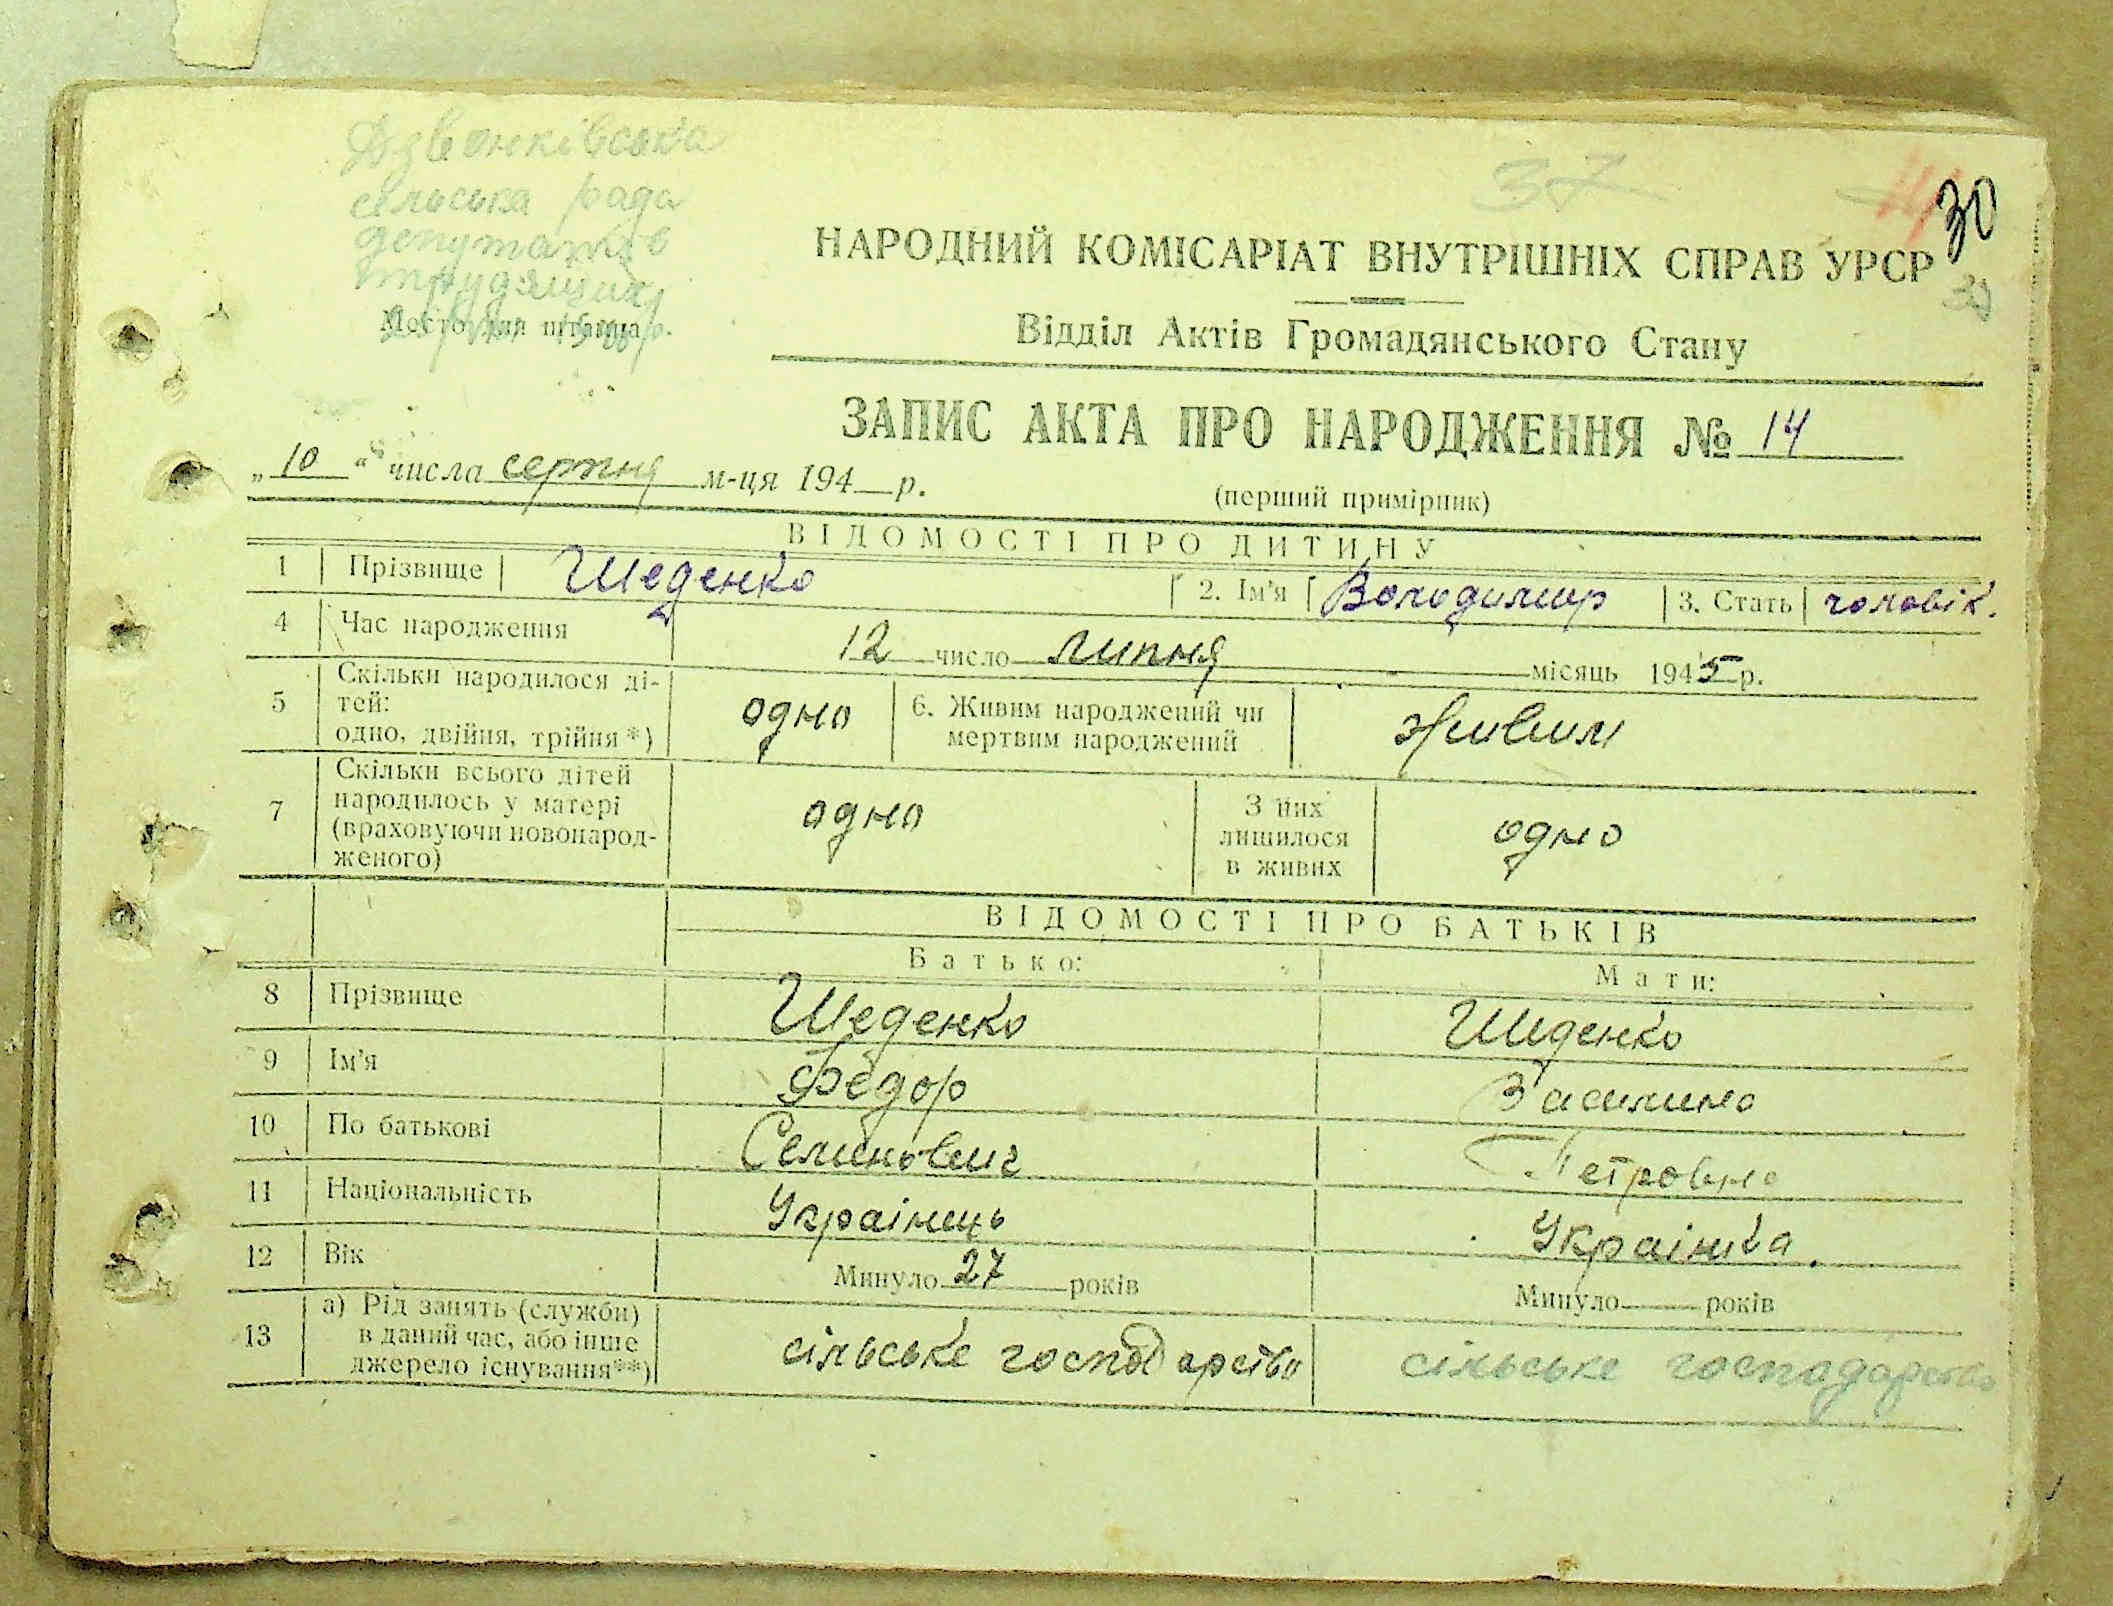 Дзвонківська
сільська рада
депутатів
трудящих
Місто для штампа
37
30
НАРОДНИЙ КОМІСАРІАТ ВНУТРІШНІХ СПРАВ УРСР
Відділ Актів Громадянського Стану
ЗАПИС АКТА ПРО НАРОДЖЕННЯ № 14
„10“ числа серпня м-ця 194 р.
(перший примірник)
ВІДОМОСТІ ПРО ДИТИНУ
1 Прізвище Шеденко 2. Ім'я Володимир 3. Стать чоловік.
4 Час народження 12 число липня місяць 1945 р.
5 Скільки народилося ді-
тей:
одно, двійня, трійня*) одно 6. Живим народжений чи
мертвим народжений живим
7 Скільки всього дітей
народилось у матері
(враховуючи новонарод-
женого) одно З них
лишилося
в живих одно
ВІДОМОСТІ ПРО БАТЬКІВ
Батько: Мати:
8 Прізвище Шеденко Шеденко
9 Ім'я Федор
10 По батькові Семенович Петровна
11 Національність Українець Українка.
12 Вік Минуло 27 років Минуло років
13 а) Рід занять (служби)
в даний час, або інше
джерело існування**) сільське господарство сільське господарство